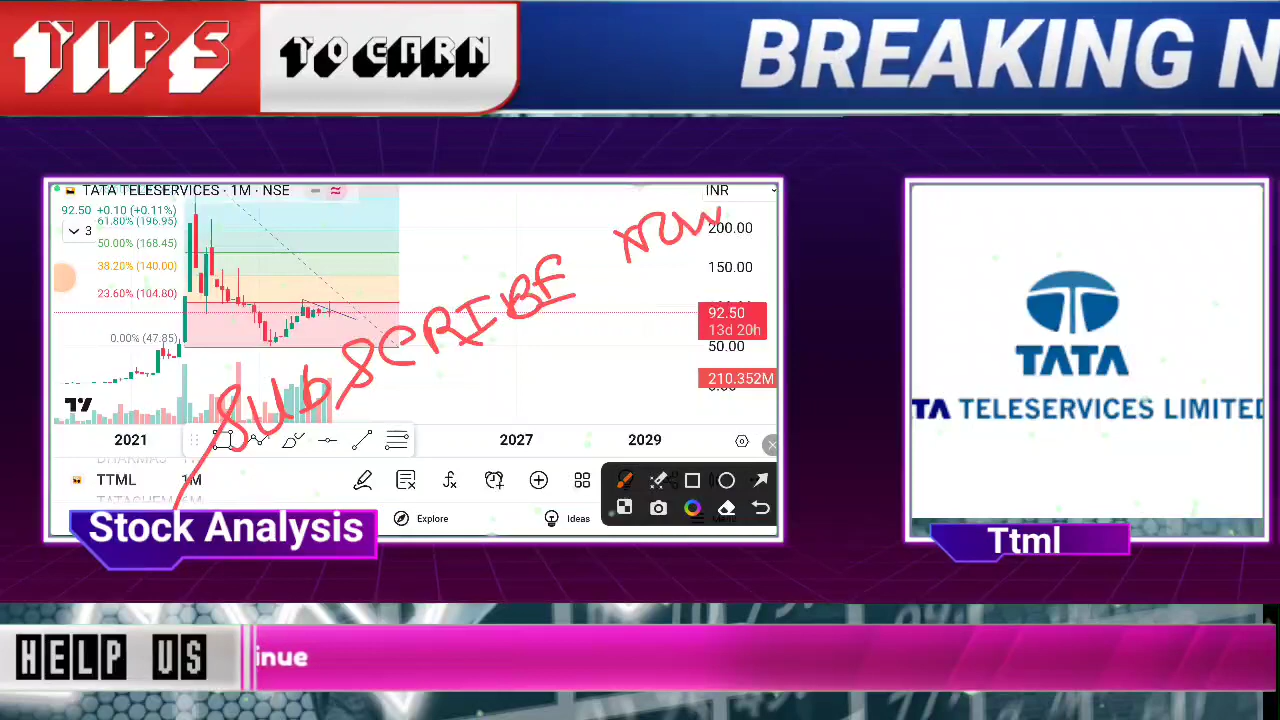 TIPS
TO EARN
BREAKING N
TATA TELESERVICES · 1M · NSE
INR
92.50 +0.10 (+0.11%)
61.80% (196.95)
3
50.00% (168.45)
38.20% (140.00)
23.60% (104.80)
0.00% (47.85)
200.00
150.00
92.50
13d 20h
50.00
210.352M
SUbSCRIBE NOW
2021
2027
2029
TTML 1M
Explore
Ideas
Stock Analysis
TATA
TA TELESERVICES LIMITED
Ttml
HELP US
inue